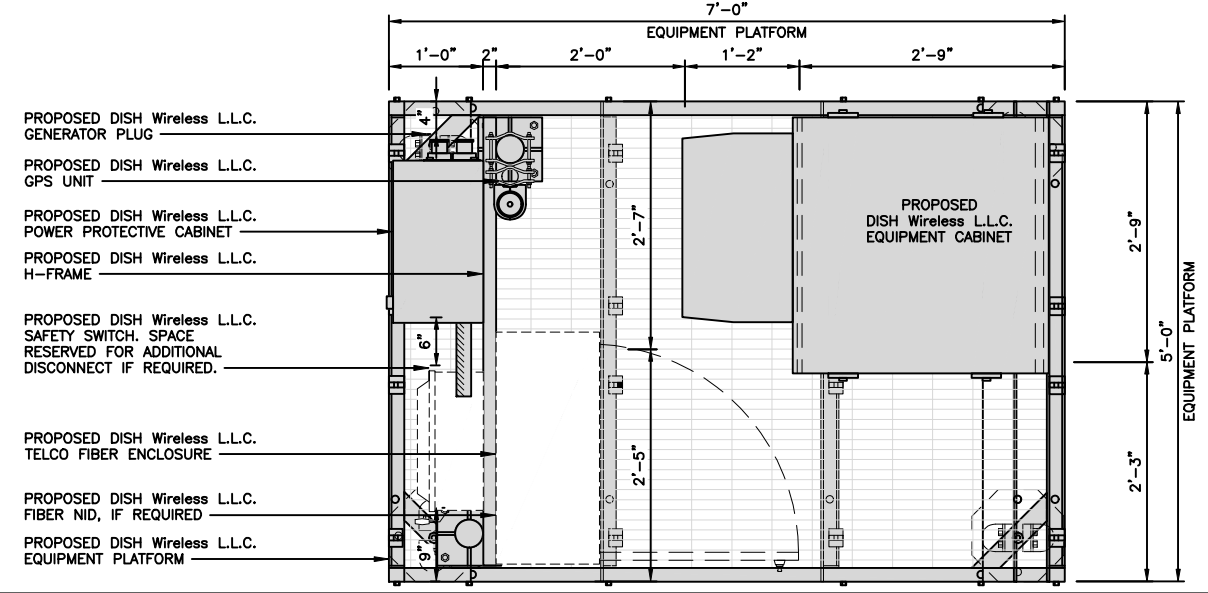 7'-0"
EQUIPMENT PLATFORM
1'-0" 2" 2'-0" 1'-2" 2'-9"
PROPOSED DISH Wireless L.L.C.
GENERATOR PLUG
4"
PROPOSED DISH Wireless L.L.C.
GPS UNIT
PROPOSED DISH Wireless L.L.C.
POWER PROTECTIVE CABINET
PROPOSED DISH Wireless L.L.C.
H-FRAME
PROPOSED DISH Wireless L.L.C.
SAFETY SWITCH. SPACE
RESERVED FOR ADDITIONAL
DISCONNECT IF REQUIRED.
6"
PROPOSED DISH Wireless L.L.C.
TELCO FIBER ENCLOSURE
PROPOSED DISH Wireless L.L.C.
FIBER NID, IF REQUIRED
PROPOSED DISH Wireless L.L.C.
EQUIPMENT PLATFORM
9"
2'-7"
2'-5"
PROPOSED
DISH Wireless L.L.C.
EQUIPMENT CABINET
2'-9"
2'-3"
5'-0"
EQUIPMENT PLATFORM